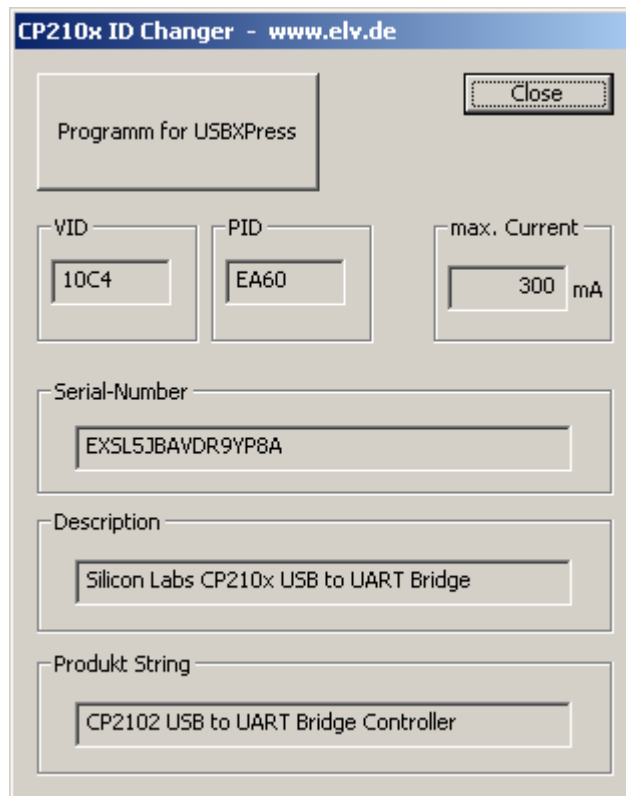 CP210x ID Changer - www.elv.de
Programm for USBXPress
Close
VID
PID
max. Current
10C4
EA60
300 mA
Serial-Number
EXSL5JBAVDR9YP8A
Description
Silicon Labs CP210x USB to UART Bridge
Produkt String
CP2102 USB to UART Bridge Controller